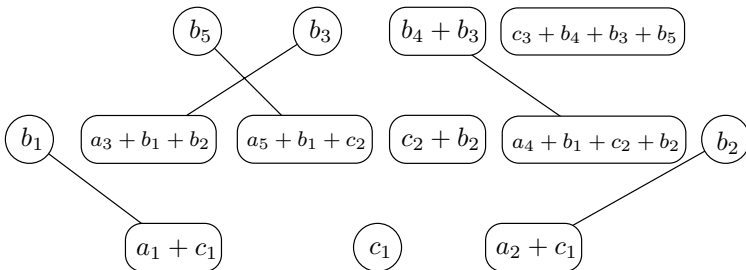 b₅ b₃ b₄ + b₃ c₃ + b₄ + b₃ + b₅
b₁ a₃ + b₁ + b₂ a₅ + b₁ + c₂ c₂ + b₂ a₄ + b₁ + c₂ + b₂ b₂
a₁ + c₁ c₁ a₂ + c₁